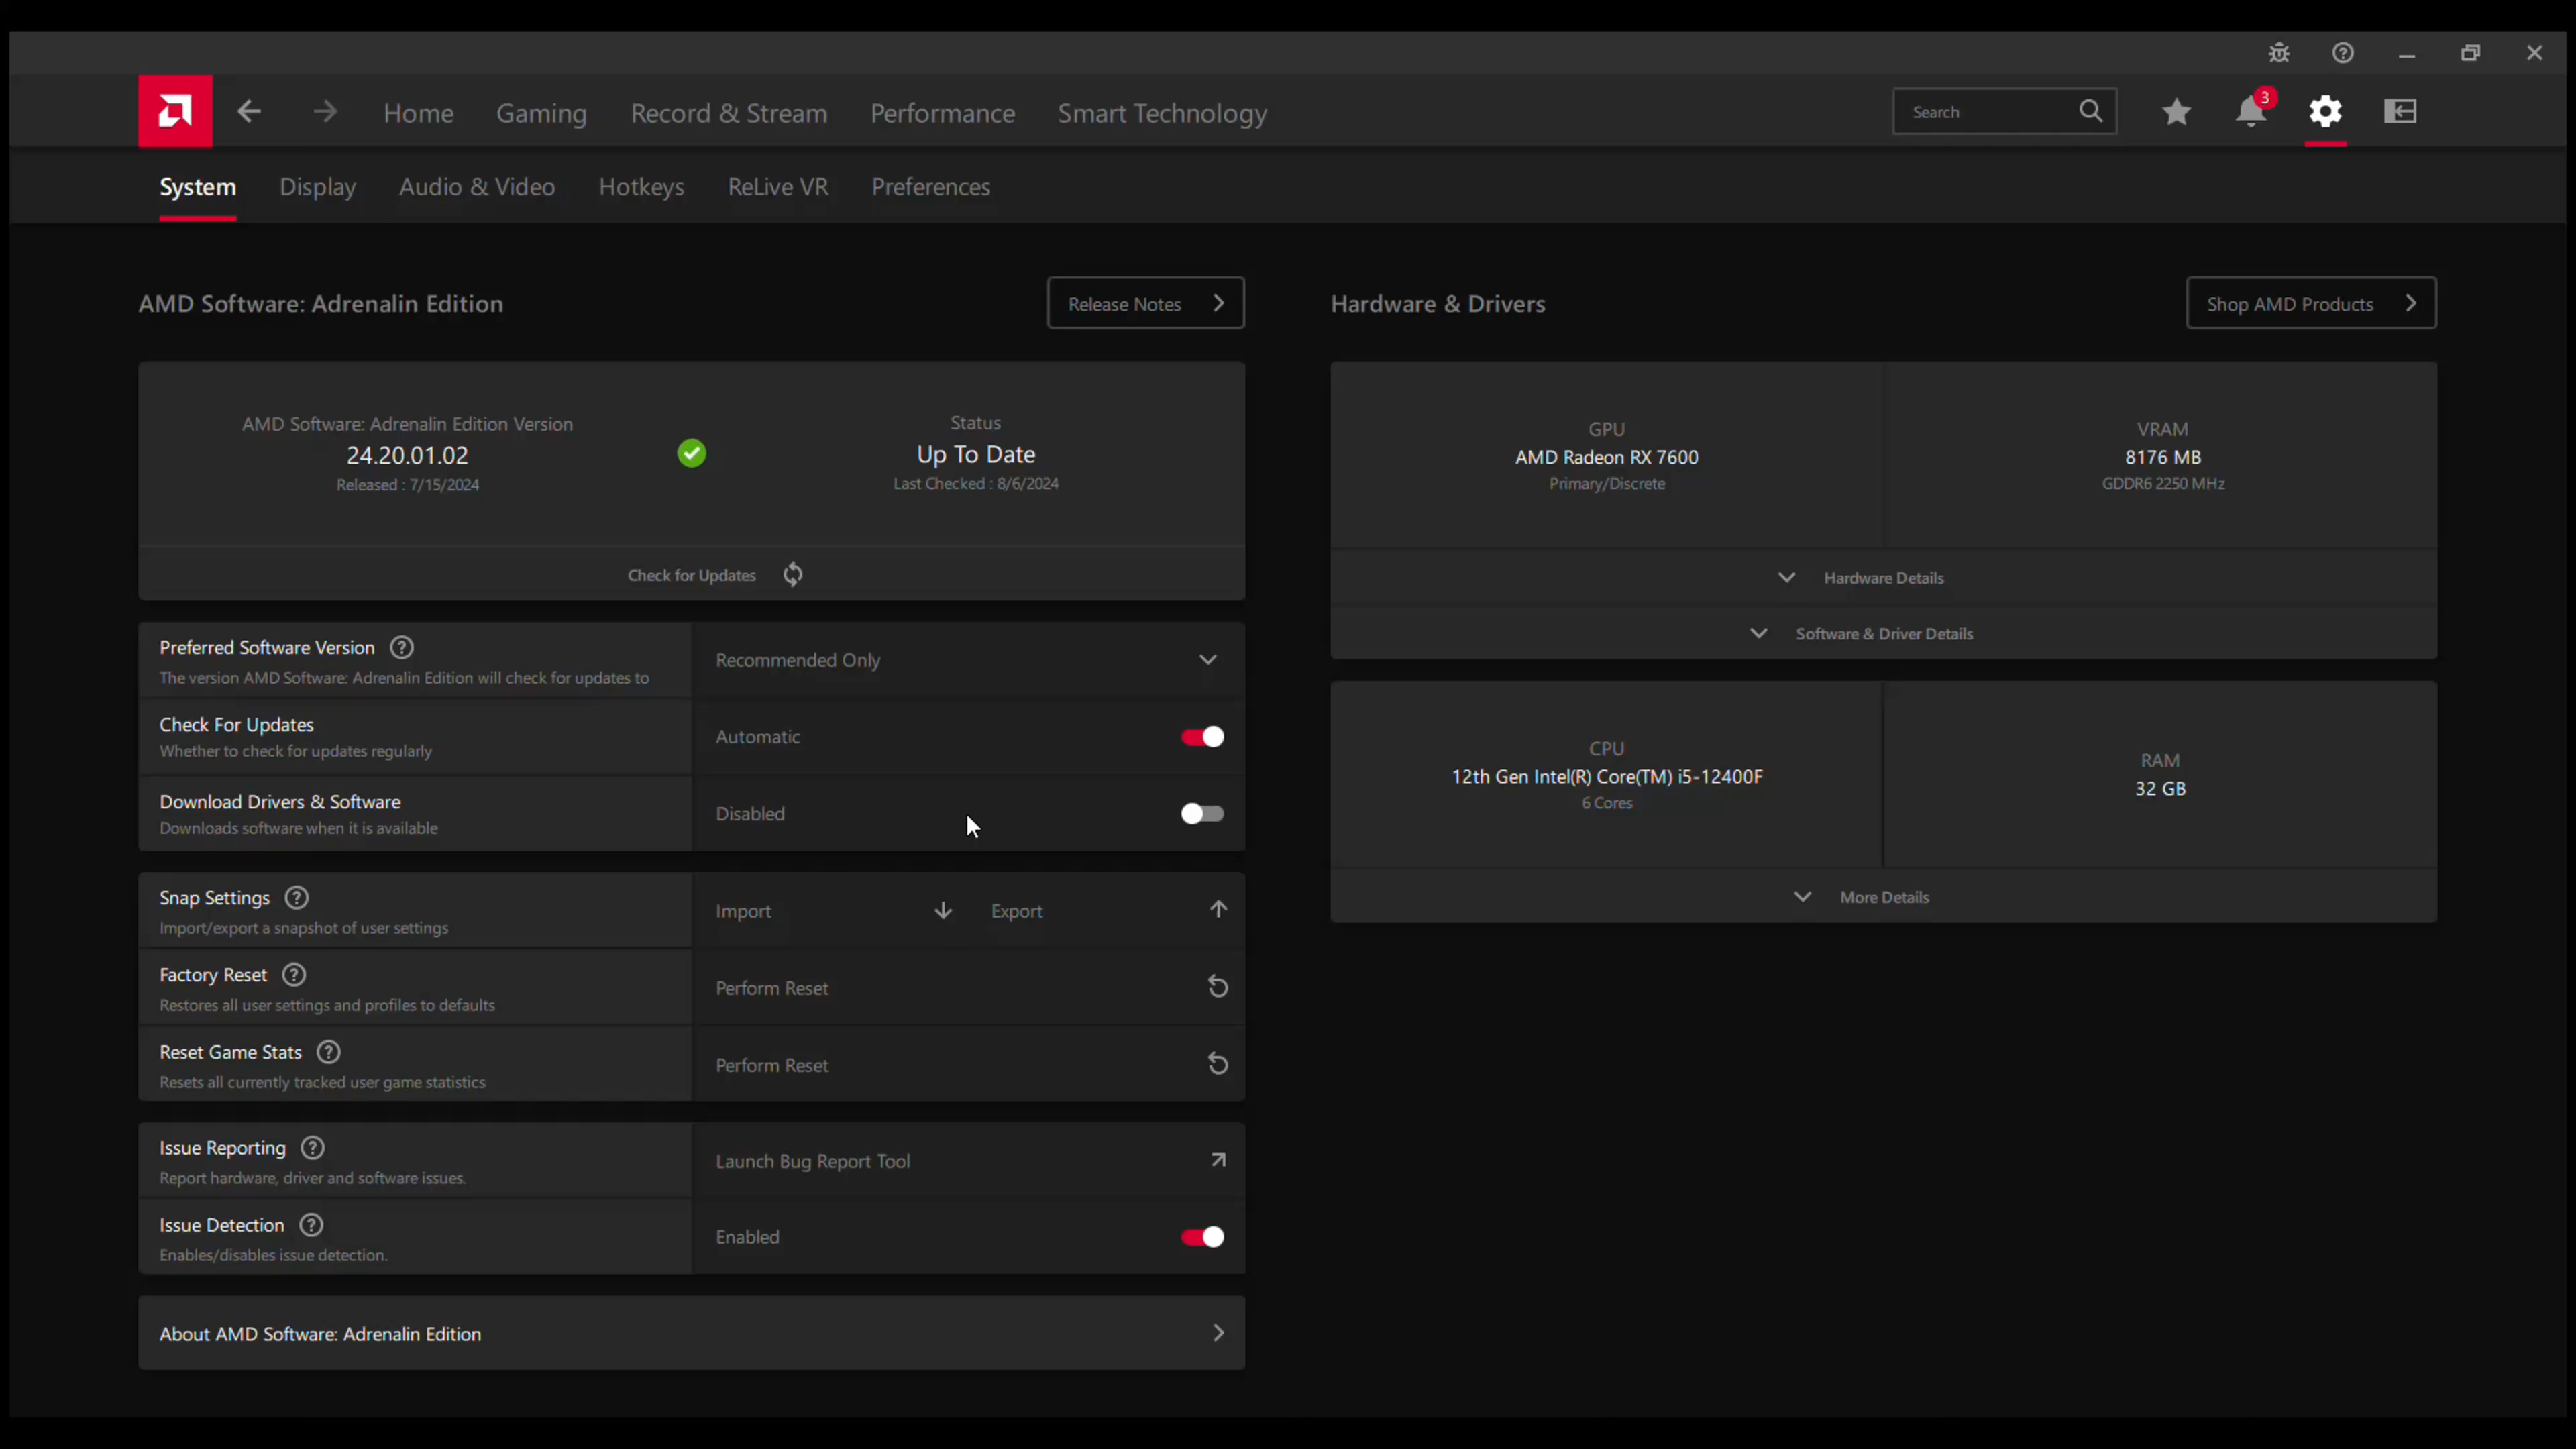 3
Home
Gaming
Record & Stream
Performance
Smart Technology
Search
System
Display
Audio & Video
Hotkeys
ReLive VR
Preferences
AMD Software: Adrenalin Edition
Release Notes
AMD Software: Adrenalin Edition Version
24.20.01.02
Released : 7/15/2024
Status
Up To Date
Last Checked : 8/6/2024
Check for Updates
Preferred Software Version
The version AMD Software: Adrenalin Edition will check for updates to
Recommended Only
Check For Updates
Whether to check for updates regularly
Automatic
Download Drivers & Software
Downloads software when it is available
Disabled
Snap Settings
Import/export a snapshot of user settings
Import
Export
Factory Reset
Restores all user settings and profiles to defaults
Perform Reset
Reset Game Stats
Resets all currently tracked user game statistics
Perform Reset
Issue Reporting
Report hardware, driver and software issues.
Launch Bug Report Tool
Issue Detection
Enables/disables issue detection.
Enabled
About AMD Software: Adrenalin Edition
Hardware & Drivers
Shop AMD Products
GPU
AMD Radeon RX 7600
Primary/Discrete
VRAM
8176 MB
GDDR6 2250 MHz
Hardware Details
Software & Driver Details
CPU
12th Gen Intel(R) Core(TM) i5-12400F
6 Cores
RAM
32 GB
More Details